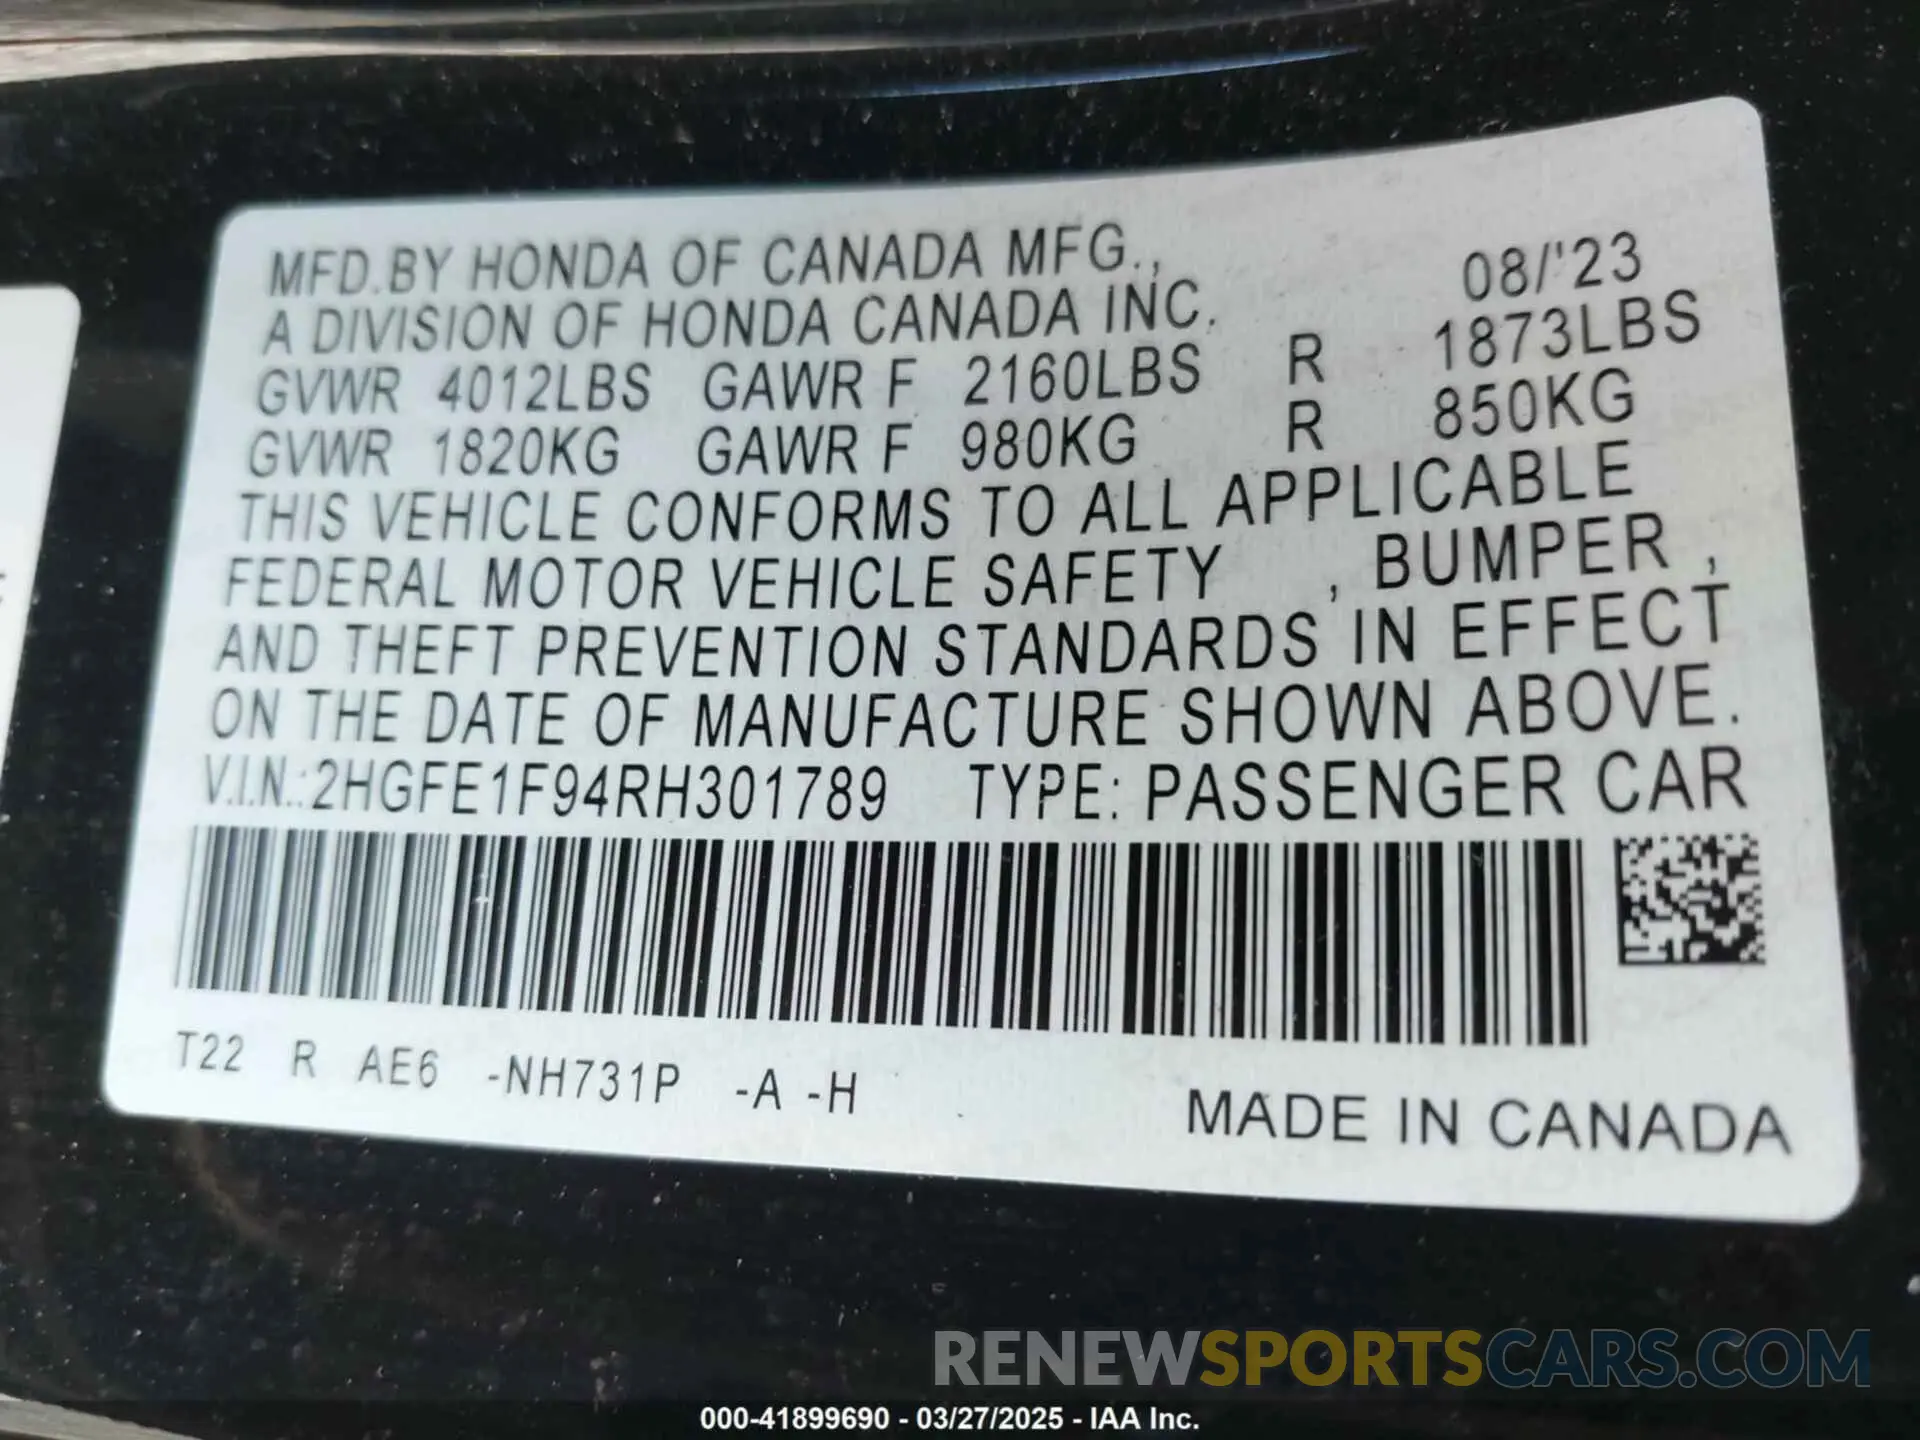 MFD.BY HONDA OF CANADA MFG.,
A DIVISION OF HONDA CANADA INC. 08/'23
GVWR 4012LBS GAWR F 2160LBS R 1873LBS
GVWR 1820KG GAWR F 980KG R 850KG
THIS VEHICLE CONFORMS TO ALL APPLICABLE
FEDERAL MOTOR VEHICLE SAFETY , BUMPER ,
AND THEFT PREVENTION STANDARDS IN EFFECT
ON THE DATE OF MANUFACTURE SHOWN ABOVE.
V.I.N.:2HGFE1F94RH301789 TYPE: PASSENGER CAR
T22 R AE6 -NH731P -A -H
MADE IN CANADA
RENEWSPORTSCARS.COM
000-41899690 - 03/27/2025 - IAA Inc.